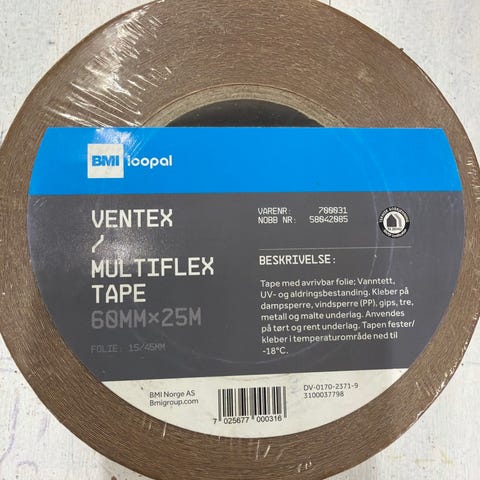 BMI icopal
VENTEX
/
MULTIFLEX
TAPE
60MM×25M
FOLIE: 15/45MM
VARENR: 700031
NOBB NR: 58042085
BESKRIVELSE:
Tape med avrivbar folie; Vanntett,
UV- og aldringsbestanding. Kleber på
dampsperre, vindsperre (PP), gips, tre,
metall og malte underlag. Anvendes
på tørt og rent underlag. Tapen fester/
kleber i temperaturområde ned til
-18°C.
BMI Norge AS
Bmigroup.com
7 025677 000316
DV-0170-2371-9
3100037798